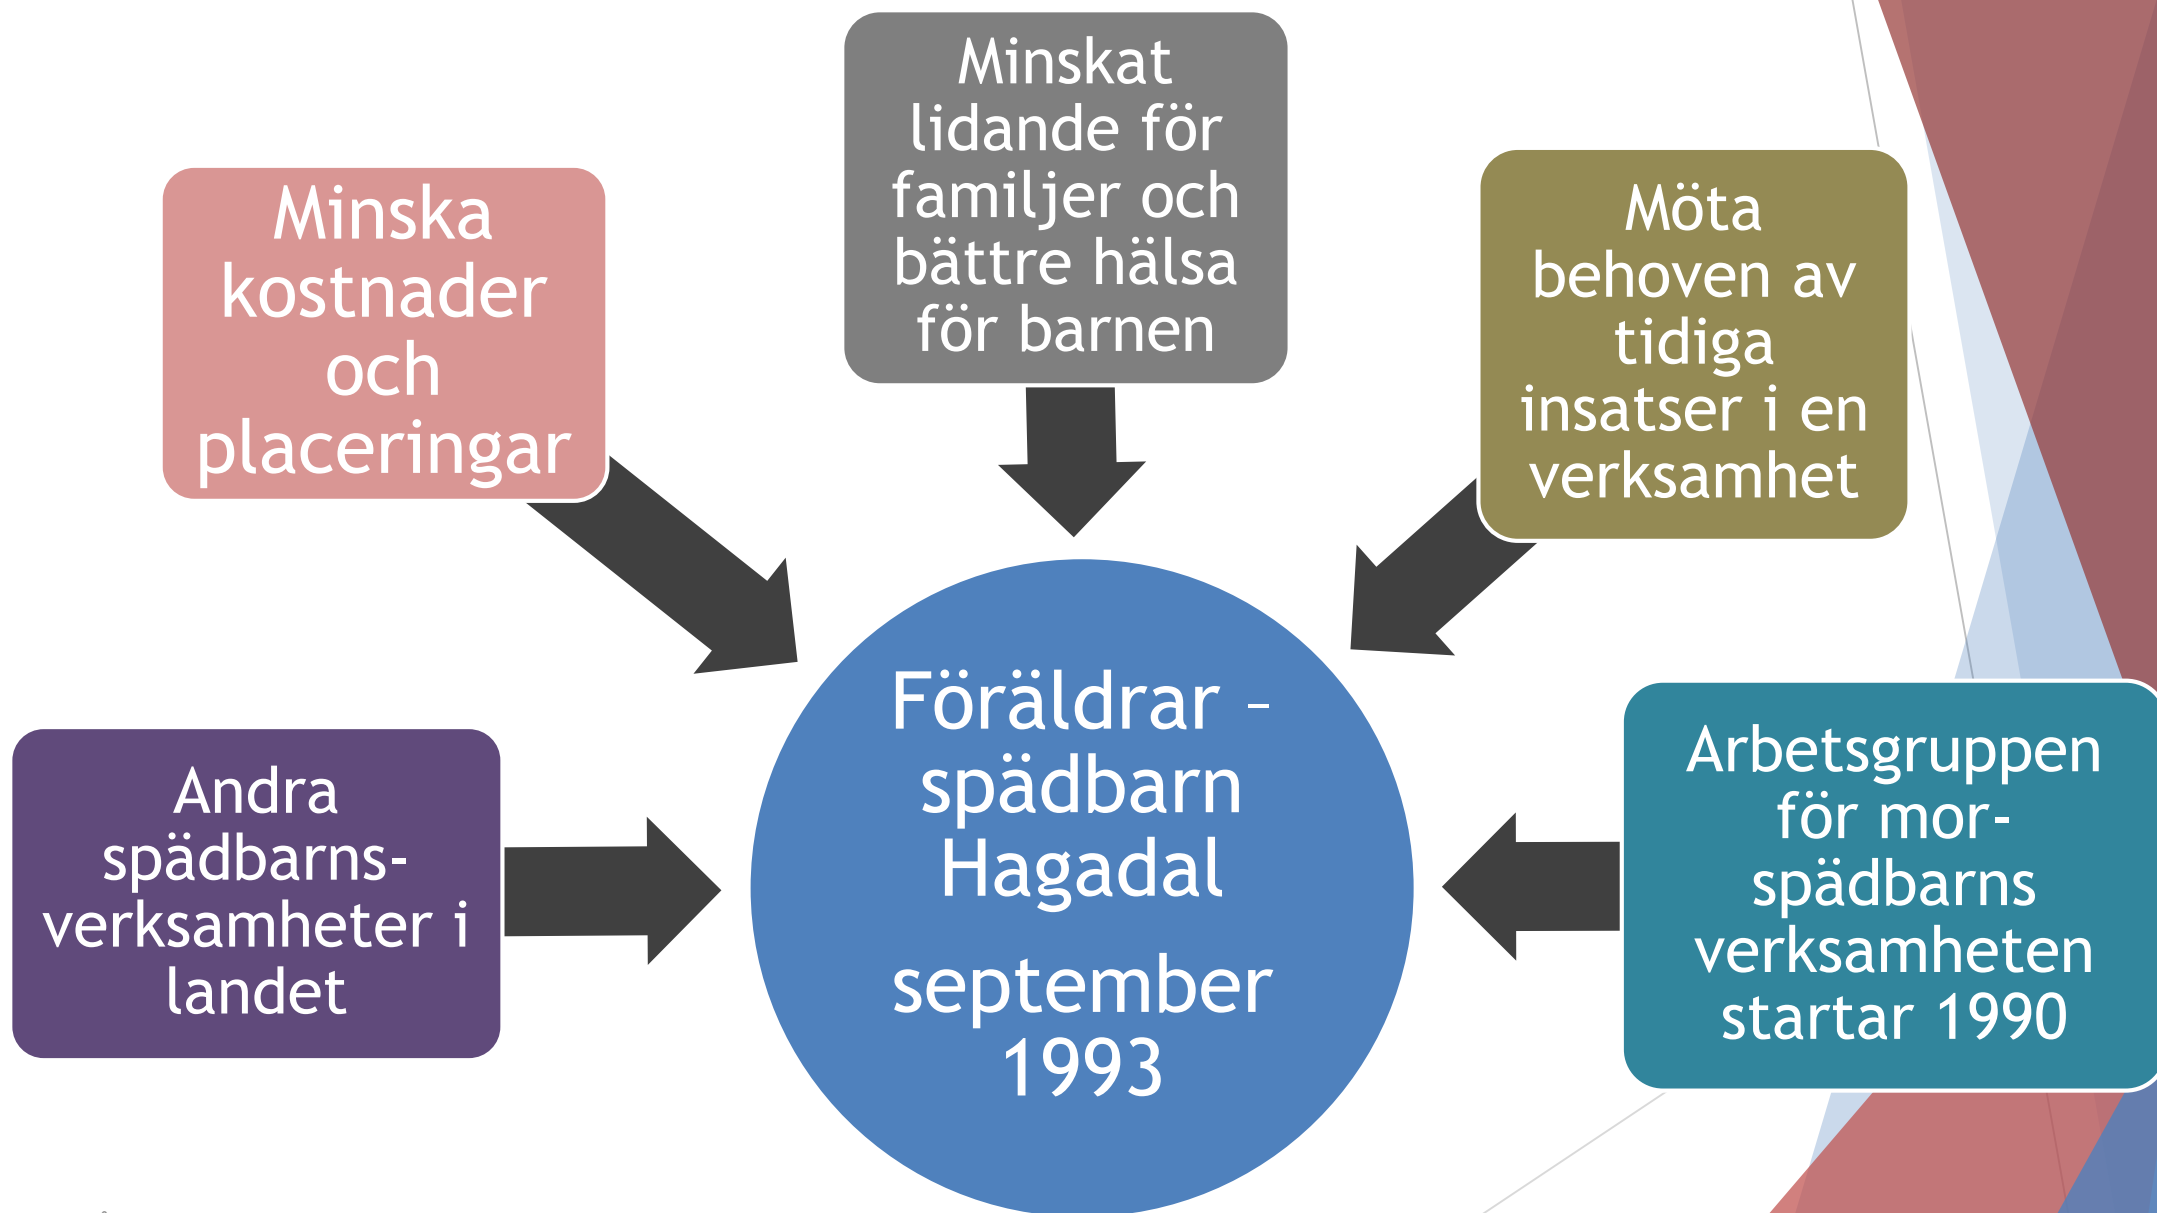 Minskat
lidande för
familjer och
bättre hälsa
för barnen
Minska
kostnader
och
placeringar
Möta
behoven av
tidiga
insatser i en
verksamhet
Andra
spädbarns-
verksamheter i
landet
Föräldrar –
spädbarn
Hagadal
september
1993
Arbetsgruppen
för mor-
spädbarns
verksamheten
startar 1990